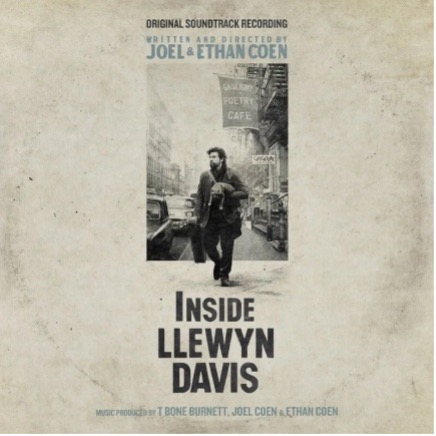 ORIGINAL SOUNDTRACK RECORDING
WRITTEN AND DIRECTED BY
JOEL & ETHAN COEN
GASLIGHT
POETRY
CAFE
INSIDE
LLEWYN
DAVIS
MUSIC PRODUCED BY T BONE BURNETT, JOEL COEN & ETHAN COEN